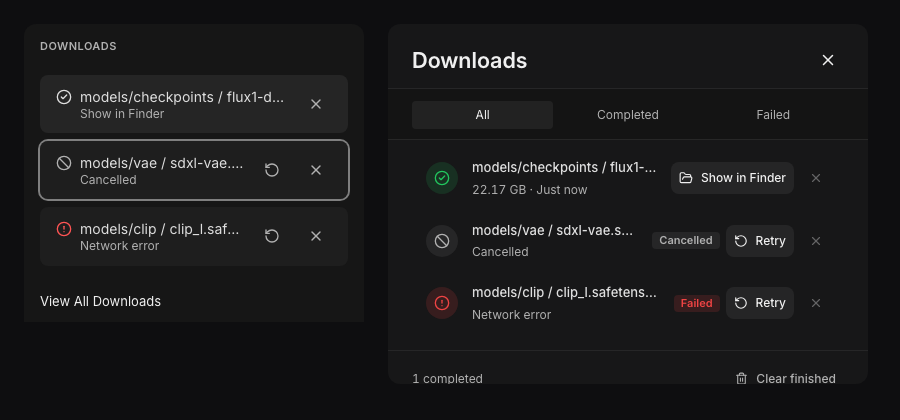 DOWNLOADS
models/checkpoints / flux1-d...
Show in Finder
models/vae / sdxl-vae....
Cancelled
models/clip / clip_l.saf...
Network error
View All Downloads
Downloads
All
Completed
Failed
models/checkpoints / flux1-...
22.17 GB · Just now
Show in Finder
models/vae / sdxl-vae.s...
Cancelled
Cancelled
Retry
models/clip / clip_l.safetens...
Network error
Failed
Retry
1 completed
Clear finished